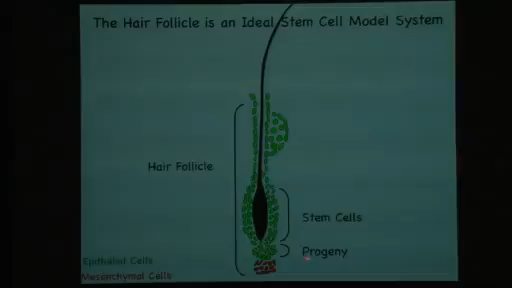 The Hair Follicle is an Ideal Stem Cell Model System
Hair Follicle
Stem Cells
Progeny
Epithelial Cells
Mesenchymal Cells